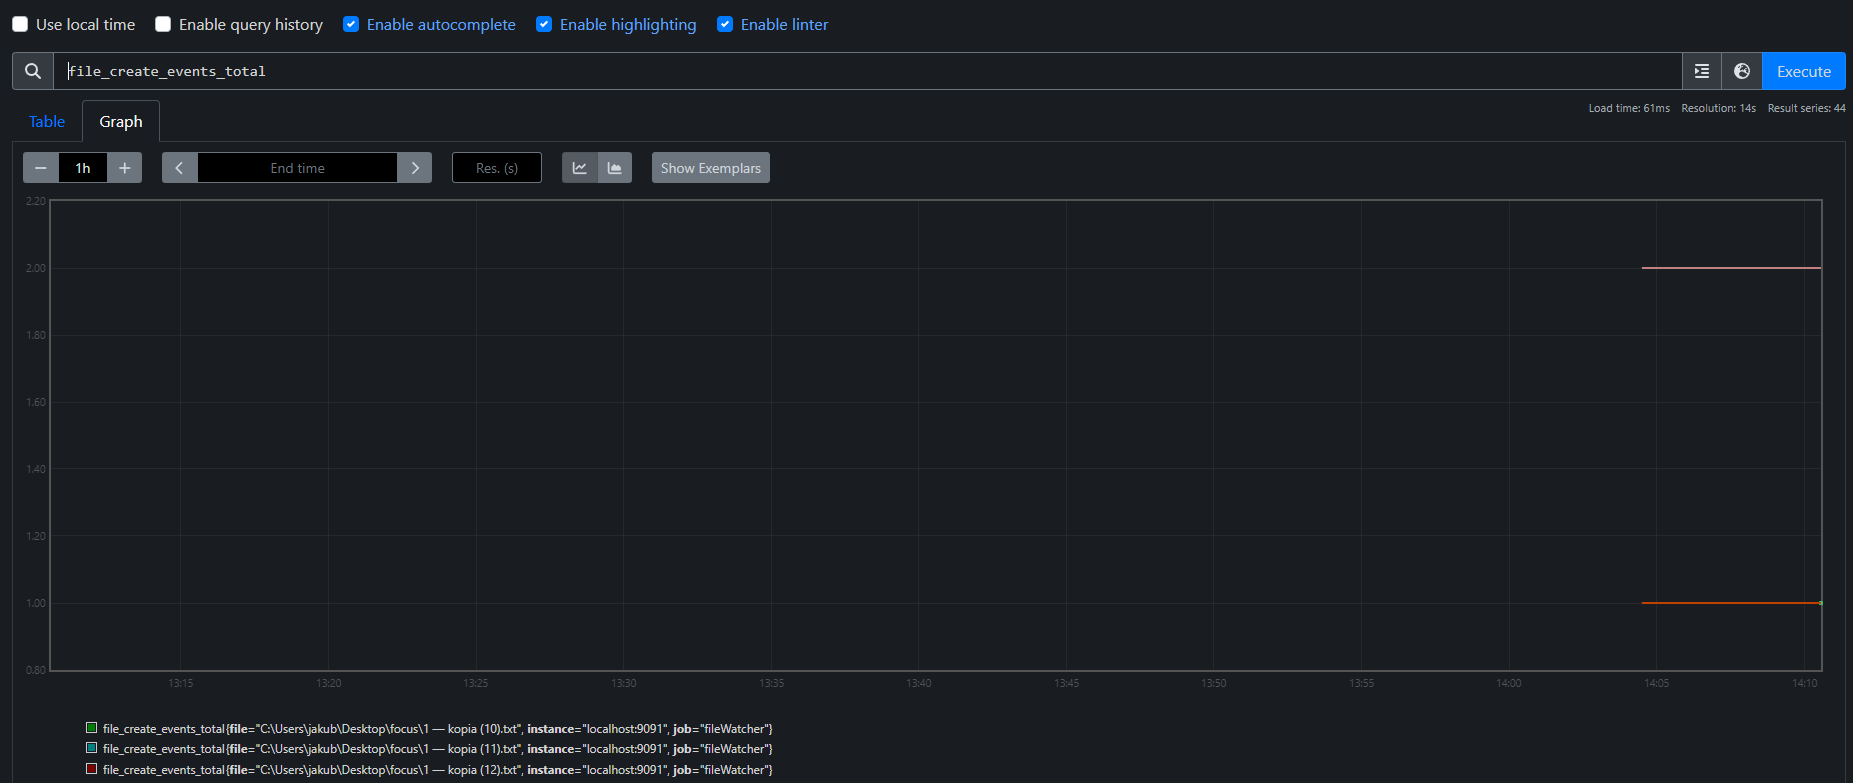 Use local time Enable query history Enable autocomplete Enable highlighting Enable linter
file_create_events_total Execute
Table Graph Load time: 61ms Resolution: 14s Result series: 44
1h End time Res. (s) Show Exemplars
2.20
2.00
1.80
1.60
1.40
1.20
1.00
0.80
13:15 13:20 13:25 13:30 13:35 13:40 13:45 13:50 13:55 14:00 14:05 14:10
file_create_events_total{file="C:\Users\jakub\Desktop\focus\1 — kopia (10).txt", instance="localhost:9091", job="fileWatcher"}
file_create_events_total{file="C:\Users\jakub\Desktop\focus\1 — kopia (11).txt", instance="localhost:9091", job="fileWatcher"}
file_create_events_total{file="C:\Users\jakub\Desktop\focus\1 — kopia (12).txt", instance="localhost:9091", job="fileWatcher"}